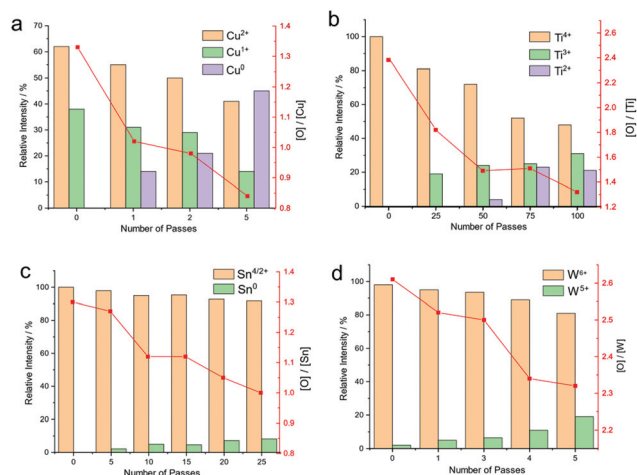 a
Cu2+
Cu1+
Cu0
Relative Intensity / %
70
60
50
40
30
20
10
0
[O] / [Cu]
1.4
1.3
1.2
1.1
1.0
0.9
0.8
0 1 2 5
Number of Passes
b
Ti4+
Ti3+
Ti2+
Relative Intensity / %
100
80
60
40
20
0
[O] / [Ti]
2.6
2.4
2.2
2.0
1.8
1.6
1.4
1.2
0 25 50 75 100
Number of Passes
c
Sn4/2+
Sn0
Relative Intensity / %
100
80
60
40
20
0
[O] / [Sn]
1.4
1.3
1.2
1.1
1.0
0.9
0 5 10 15 20 25
Number of Passes
d
W6+
W5+
Relative Intensity / %
100
80
60
40
20
0
[O] / [W]
2.6
2.5
2.4
2.3
2.2
0 1 3 4 5
Number of Passes